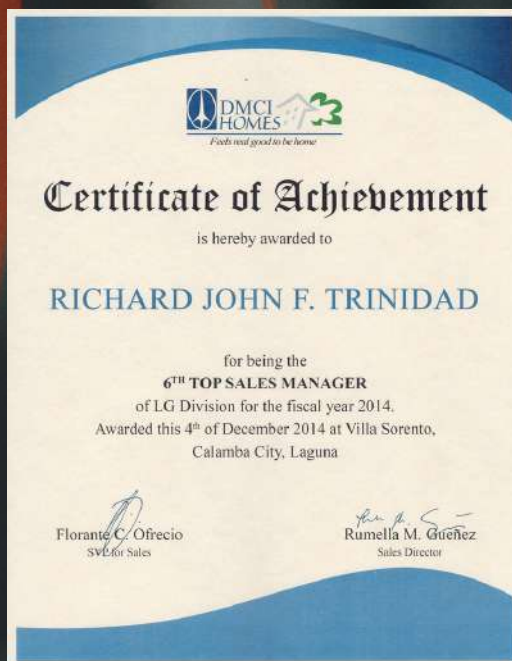 DMCI
HOMES
Feels real good to be home
Certificate of Achievement
is hereby awarded to
RICHARD JOHN F. TRINIDAD
for being the
6TH TOP SALES MANAGER
of LG Division for the fiscal year 2014.
Awarded this 4th of December 2014 at Villa Sorento,
Calamba City, Laguna
Florante C. Ofrecio
SVP for Sales
Rumella M. Gueñez
Sales Director